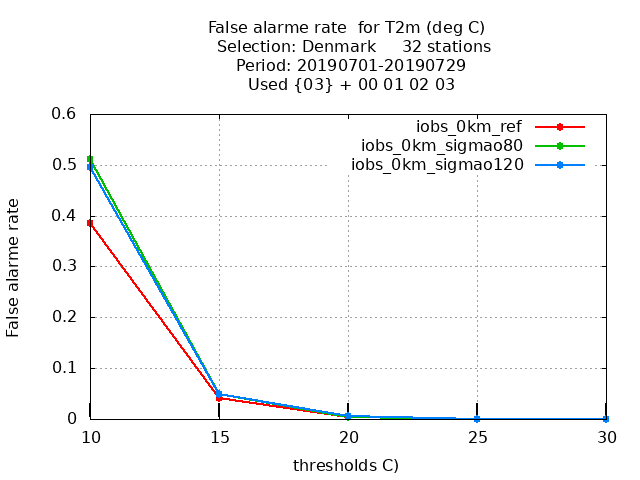 False alarme rate  for T2m (deg C)
Selection: Denmark     32 stations
Period: 20190701-20190729
Used {03} + 00 01 02 03
iobs_0km_ref
iobs_0km_sigmao80
iobs_0km_sigmao120
False alarme rate
0.6
0.5
0.4
0.3
0.2
0.1
0
10 15 20 25 30
thresholds C)